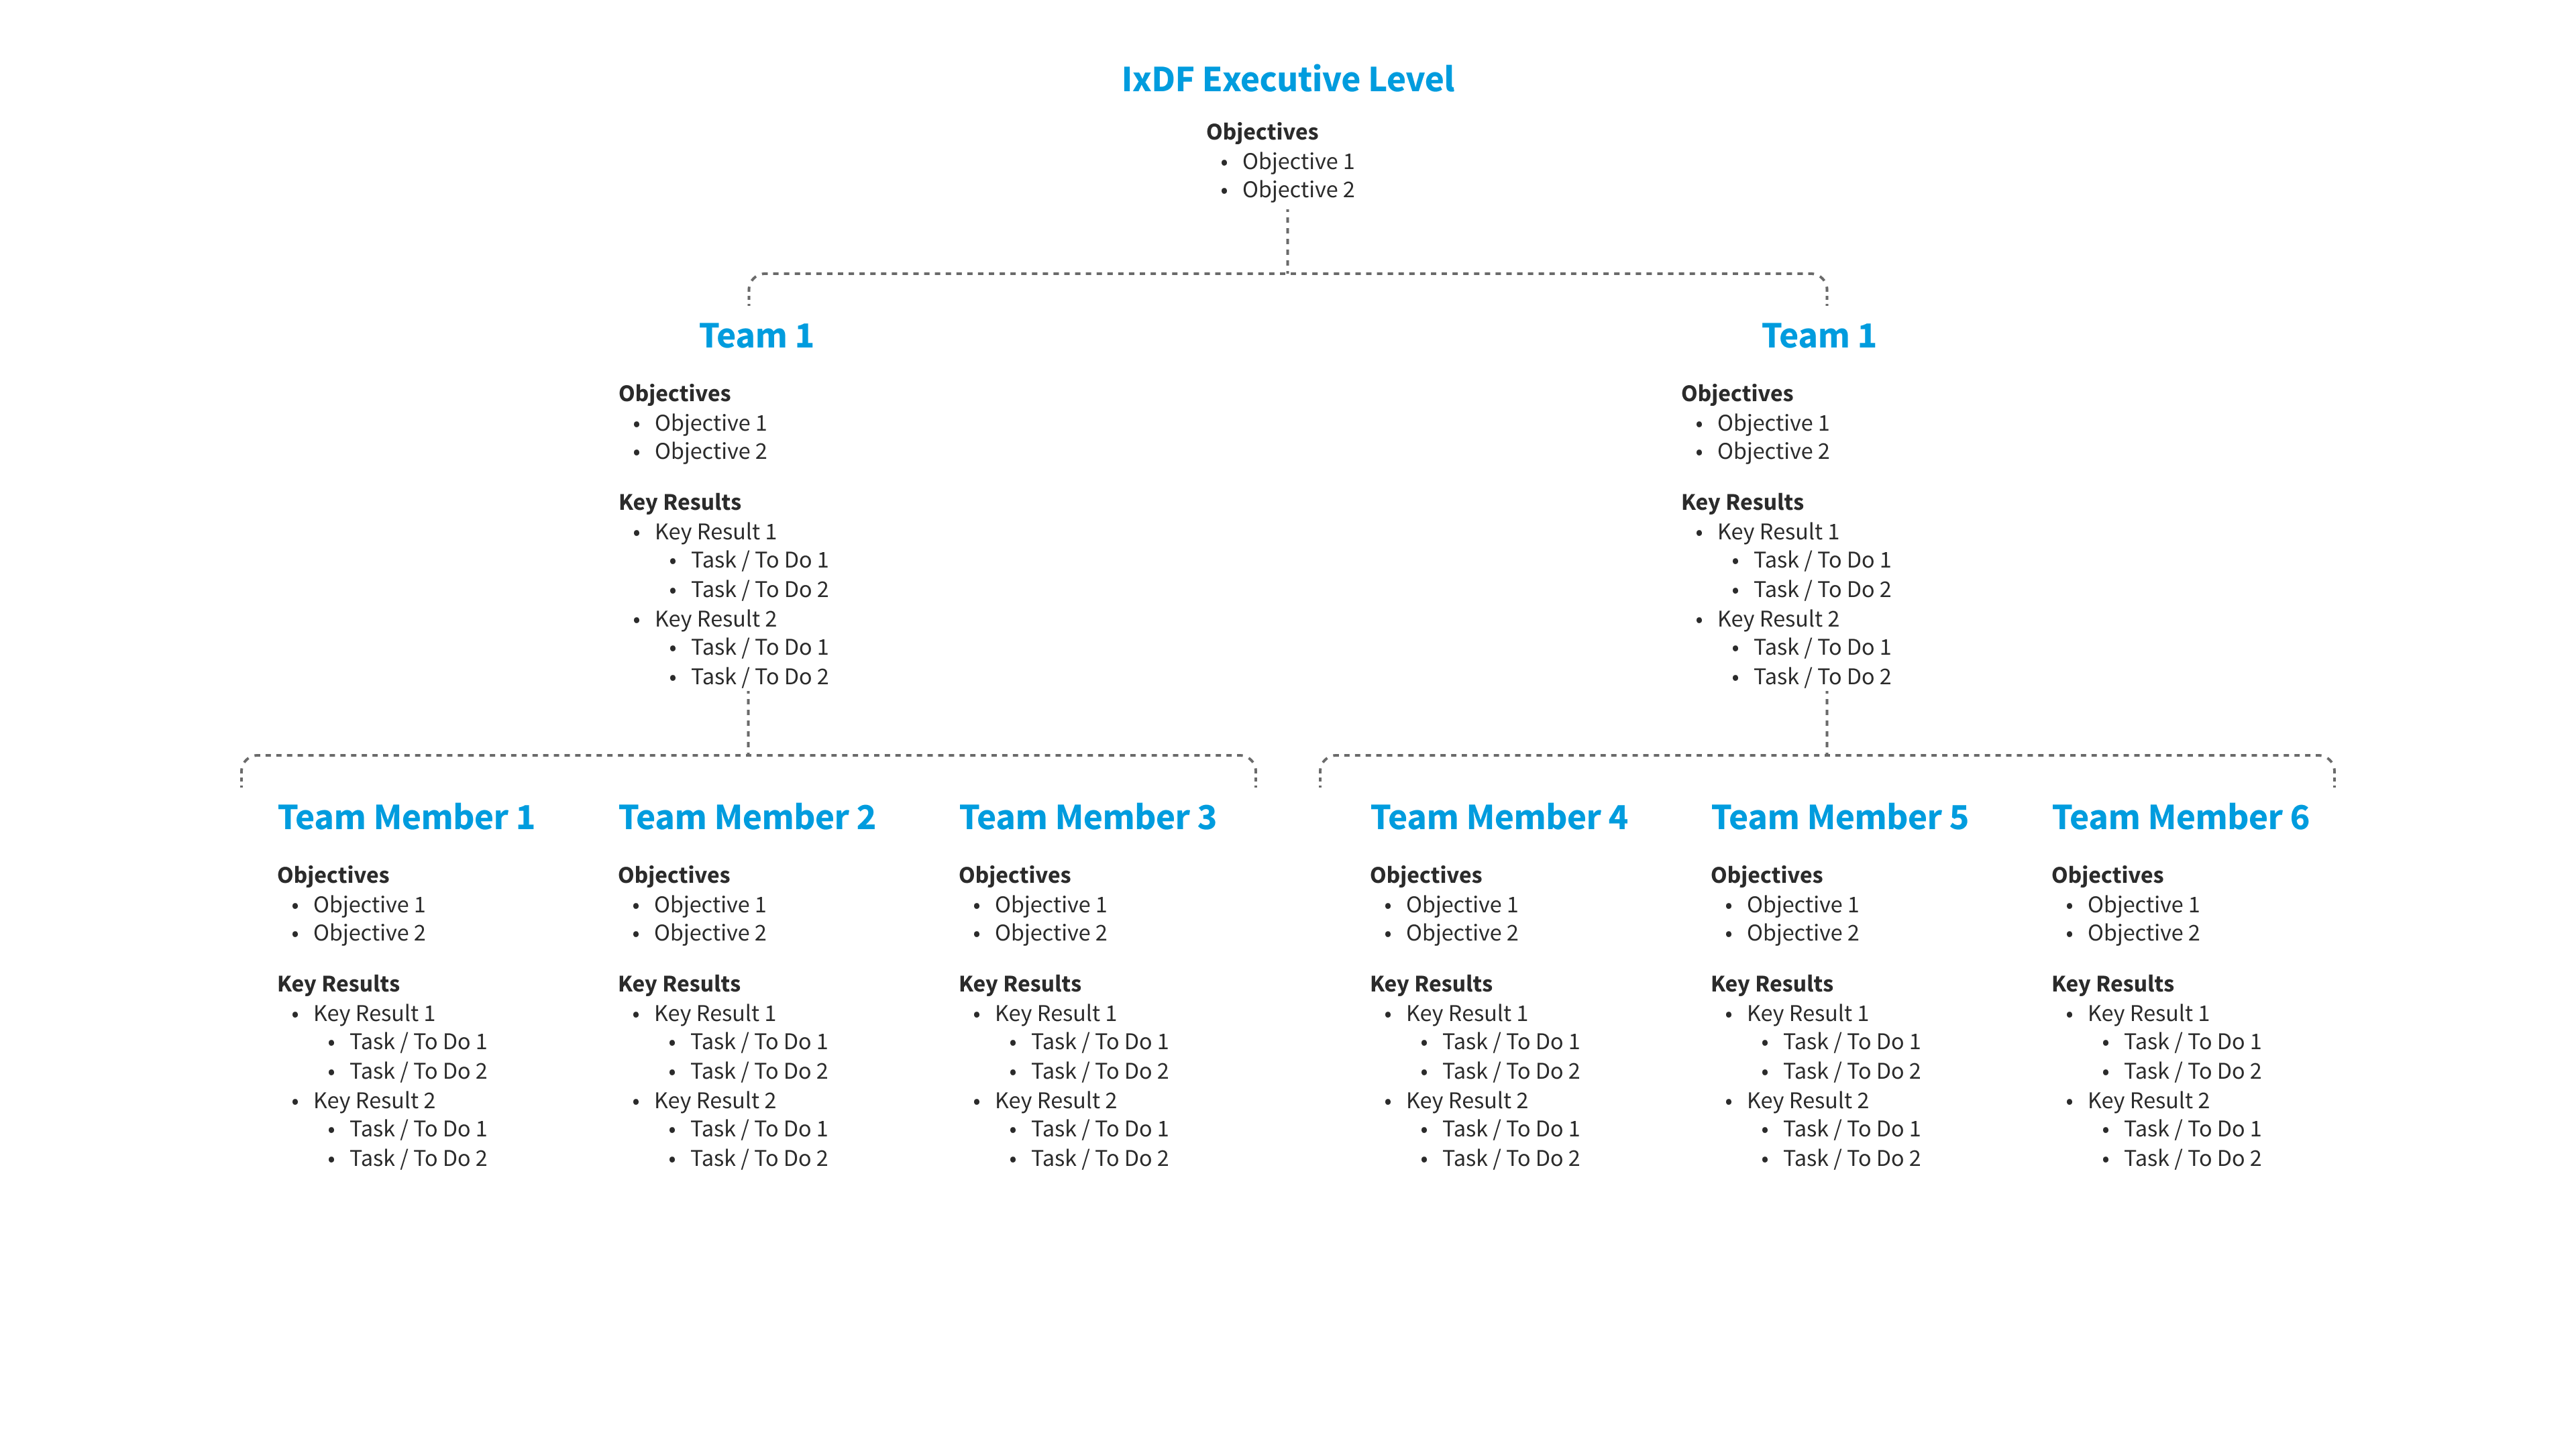 IxDF Executive Level
Objectives
• Objective 1
• Objective 2
Team 1
Objectives
• Objective 1
• Objective 2
Key Results
• Key Result 1
• Task / To Do 1
• Task / To Do 2
• Key Result 2
• Task / To Do 1
• Task / To Do 2
Team 1
Objectives
• Objective 1
• Objective 2
Key Results
• Key Result 1
• Task / To Do 1
• Task / To Do 2
• Key Result 2
• Task / To Do 1
• Task / To Do 2
Team Member 1
Objectives
• Objective 1
• Objective 2
Key Results
• Key Result 1
• Task / To Do 1
• Task / To Do 2
• Key Result 2
• Task / To Do 1
• Task / To Do 2
Team Member 2
Objectives
• Objective 1
• Objective 2
Key Results
• Key Result 1
• Task / To Do 1
• Task / To Do 2
• Key Result 2
• Task / To Do 1
• Task / To Do 2
Team Member 3
Objectives
• Objective 1
• Objective 2
Key Results
• Key Result 1
• Task / To Do 1
• Task / To Do 2
• Key Result 2
• Task / To Do 1
• Task / To Do 2
Team Member 4
Objectives
• Objective 1
• Objective 2
Key Results
• Key Result 1
• Task / To Do 1
• Task / To Do 2
• Key Result 2
• Task / To Do 1
• Task / To Do 2
Team Member 5
Objectives
• Objective 1
• Objective 2
Key Results
• Key Result 1
• Task / To Do 1
• Task / To Do 2
• Key Result 2
• Task / To Do 1
• Task / To Do 2
Team Member 6
Objectives
• Objective 1
• Objective 2
Key Results
• Key Result 1
• Task / To Do 1
• Task / To Do 2
• Key Result 2
• Task / To Do 1
• Task / To Do 2